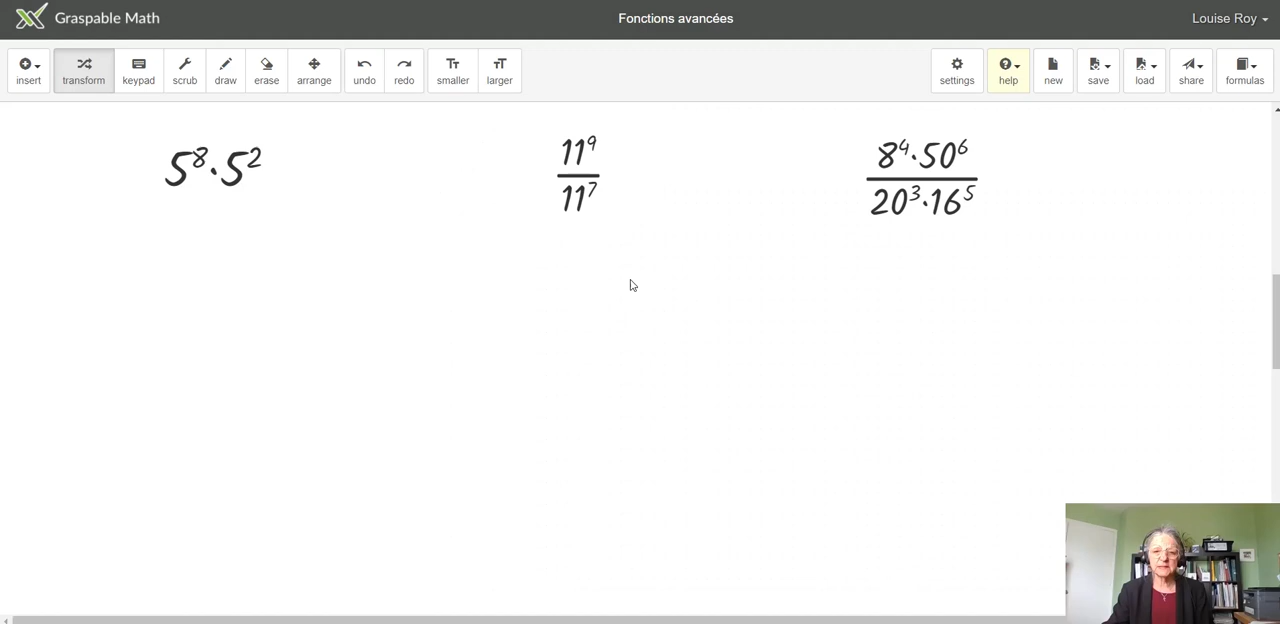 Graspable Math
Fonctions avancées
Louise Roy
insert transform keypad scrub draw erase arrange undo redo smaller larger settings help new save load share formulas
5⁸·5²
11⁹
11⁷
8⁴·50⁶
20³·16⁵